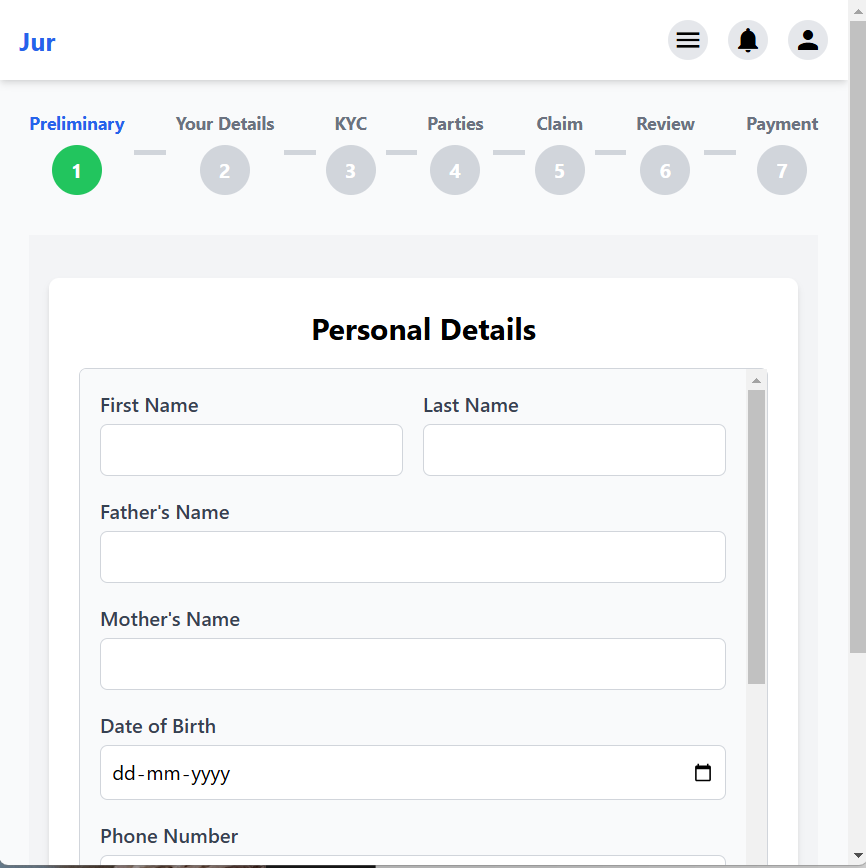 Jur
Preliminary Your Details KYC Parties Claim Review Payment
1 2 3 4 5 6 7
Personal Details
First Name Last Name
Father's Name
Mother's Name
Date of Birth
dd-mm-yyyy
Phone Number